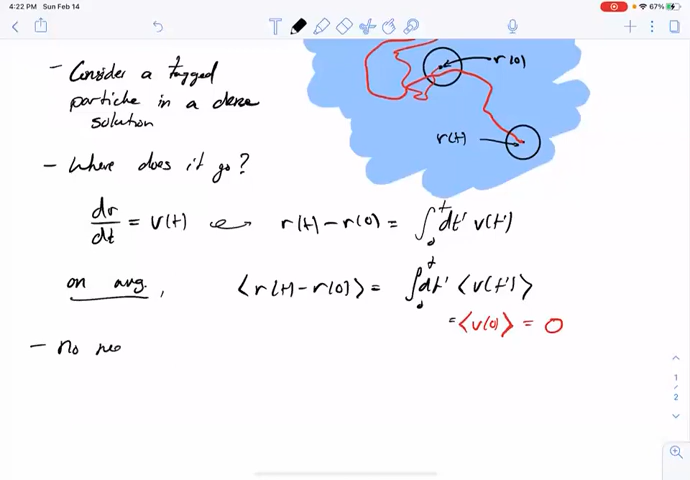 4:22 PM Sun Feb 14
67%
- Consider a tagged
particle in a dense
solution
r(0)
r(t)
- Where does it go?
dr/dt = v(t) r(t) - r(0) = ∫₀ᵗ dt' v(t')
on avg., ⟨r(t) - r(0)⟩ = ∫₀ᵗ dt' ⟨v(t')⟩
= ⟨v(0)⟩ = 0
- No
1
/
2